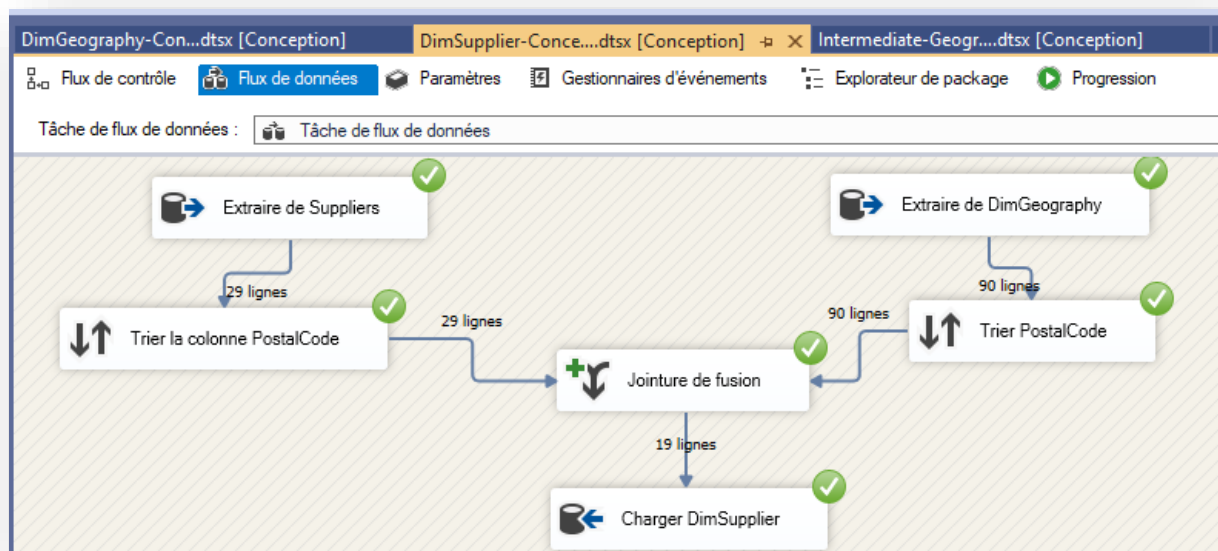 DimGeography-Con...dtsx [Conception]
DimSupplier-Conce....dtsx [Conception]
Intermediate-Geogr....dtsx [Conception]
Flux de contrôle
Flux de données
Paramètres
Gestionnaires d'événements
Explorateur de package
Progression
Tâche de flux de données :
Tâche de flux de données
Extraire de Suppliers
Extraire de DimGeography
29 lignes
90 lignes
Trier la colonne PostalCode
29 lignes
90 lignes
Trier PostalCode
Jointure de fusion
19 lignes
Charger DimSupplier